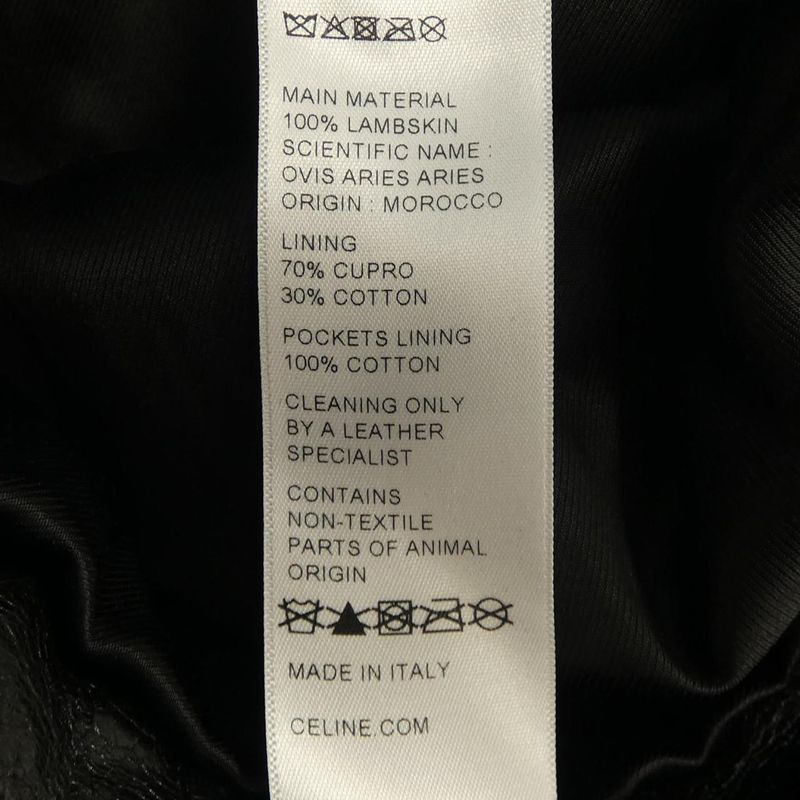 MAIN MATERIAL
100% LAMBSKIN
SCIENTIFIC NAME :
OVIS ARIES ARIES
ORIGIN : MOROCCO
LINING
70% CUPRO
30% COTTON
POCKETS LINING
100% COTTON
CLEANING ONLY
BY A LEATHER
SPECIALIST
CONTAINS
NON-TEXTILE
PARTS OF ANIMAL
ORIGIN
MADE IN ITALY
CELINE.COM